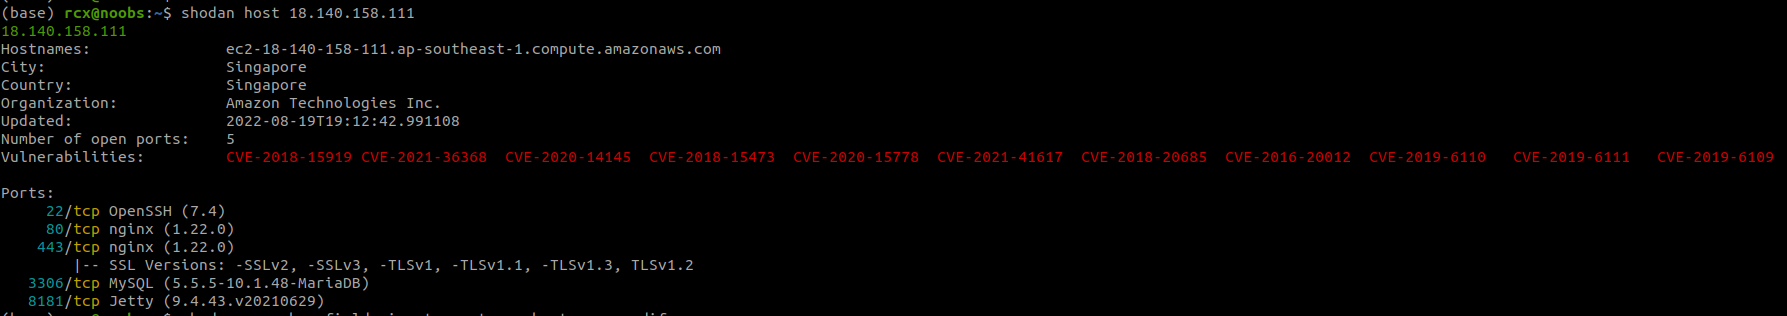 (base) rcx@noobs:~$ shodan host 18.140.158.111
18.140.158.111
Hostnames: ec2-18-140-158-111.ap-southeast-1.compute.amazonaws.com
City: Singapore
Country: Singapore
Organization: Amazon Technologies Inc.
Updated: 2022-08-19T19:12:42.991108
Number of open ports: 5
Vulnerabilities: CVE-2018-15919 CVE-2021-36368 CVE-2020-14145 CVE-2018-15473 CVE-2020-15778 CVE-2021-41617 CVE-2018-20685 CVE-2016-20012 CVE-2019-6110 CVE-2019-6111 CVE-2019-6109
Ports:
22/tcp OpenSSH (7.4)
80/tcp nginx (1.22.0)
443/tcp nginx (1.22.0)
|-- SSL Versions: -SSLv2, -SSLv3, -TLSv1, -TLSv1.1, -TLSv1.3, TLSv1.2
3306/tcp MySQL (5.5.5-10.1.48-MariaDB)
8181/tcp Jetty (9.4.43.v20210629)